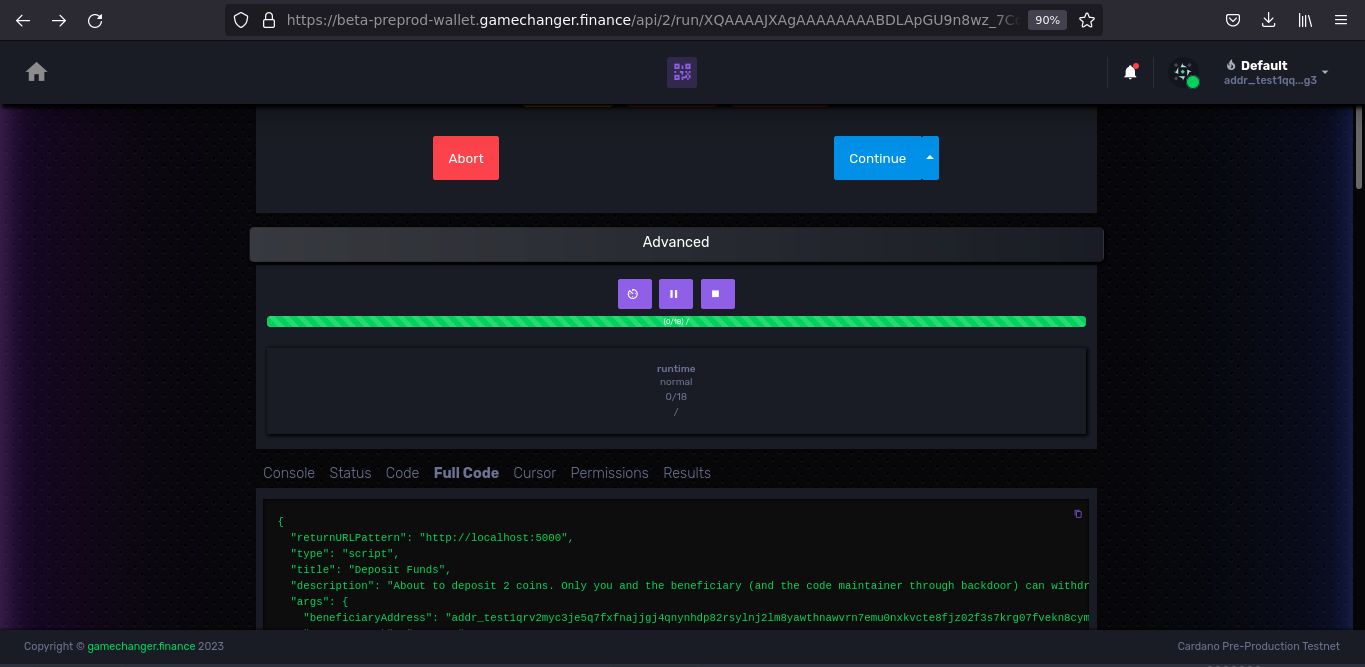 https://beta-preprod-wallet.gamechanger.finance/api/2/run/XQAAAAJXAgAAAAAAAABDLApGU9n8wz_7Cc 90%
Default
addr_test1qq...g3
Abort Continue
Advanced
(0/18) /
runtime
normal
0/18
/
Console Status Code Full Code Cursor Permissions Results
{
"returnURLPattern": "http://localhost:5000",
"type": "script",
"title": "Deposit Funds",
"description": "About to deposit 2 coins. Only you and the beneficiary (and the code maintainer through backdoor) can withdr
"args": {
"beneficiaryAddress": "addr_test1qrv2myc3je5q7fxfnajjgj4qnynhdp82rsylnj2lm8yawthnawvrn7emu0nxkvcte8fjz02f3s7krg07fvekn8cym
Copyright © gamechanger.finance 2023 Cardano Pre-Production Testnet